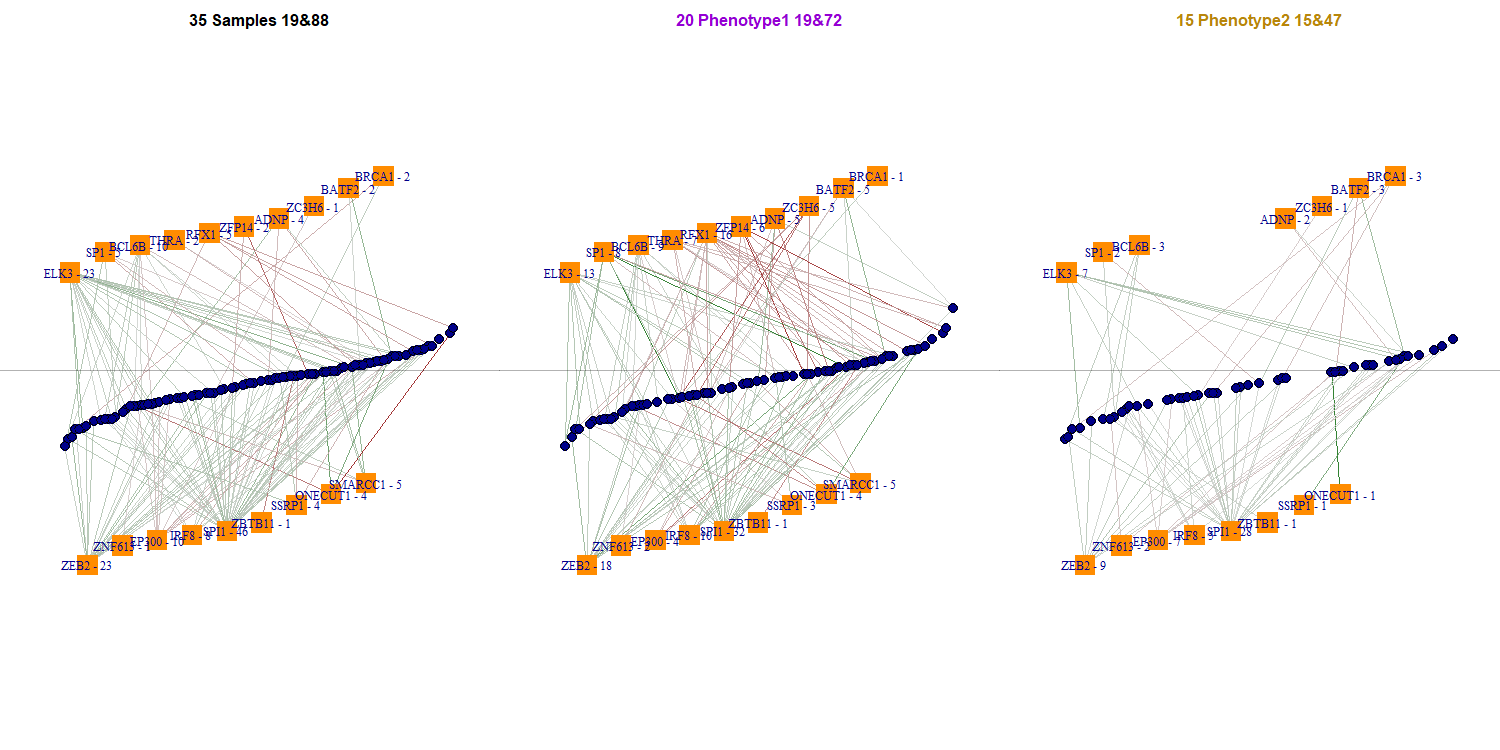 35 Samples 19&88
20 Phenotype1 19&72
15 Phenotype2 15&47
BRCA1 - 2
BATF2 - 2
ZC3H6 - 1
ADNP - 4
ZFP14 - 2
RFX1 - 5
THRA - 2
BCL6B - 10
SP1 - 5
ELK3 - 23
SMARCC1 - 5
ONECUT1 - 4
SSRP1 - 4
ZBTB11 - 1
SPI1 - 46
IRF8 - 8
EP300 - 10
ZNF613 - 1
ZEB2 - 23
BRCA1 - 1
BATF2 - 5
ZC3H6 - 5
ADNP - 5
ZFP14 - 6
RFX1 - 16
THRA - 7
BCL6B - 9
SP1 - 8
ELK3 - 13
SMARCC1 - 5
ONECUT1 - 4
SSRP1 - 3
ZBTB11 - 1
SPI1 - 32
IRF8 - 10
EP300 - 4
ZNF613 - 2
ZEB2 - 18
BRCA1 - 3
BATF2 - 3
ZC3H6 - 1
ADNP - 2
BCL6B - 3
SP1 - 2
ELK3 - 7
ONECUT1 - 1
SSRP1 - 1
ZBTB11 - 1
SPI1 - 28
IRF8 -
EP300 - 7
ZNF613 - 2
ZEB2 - 9